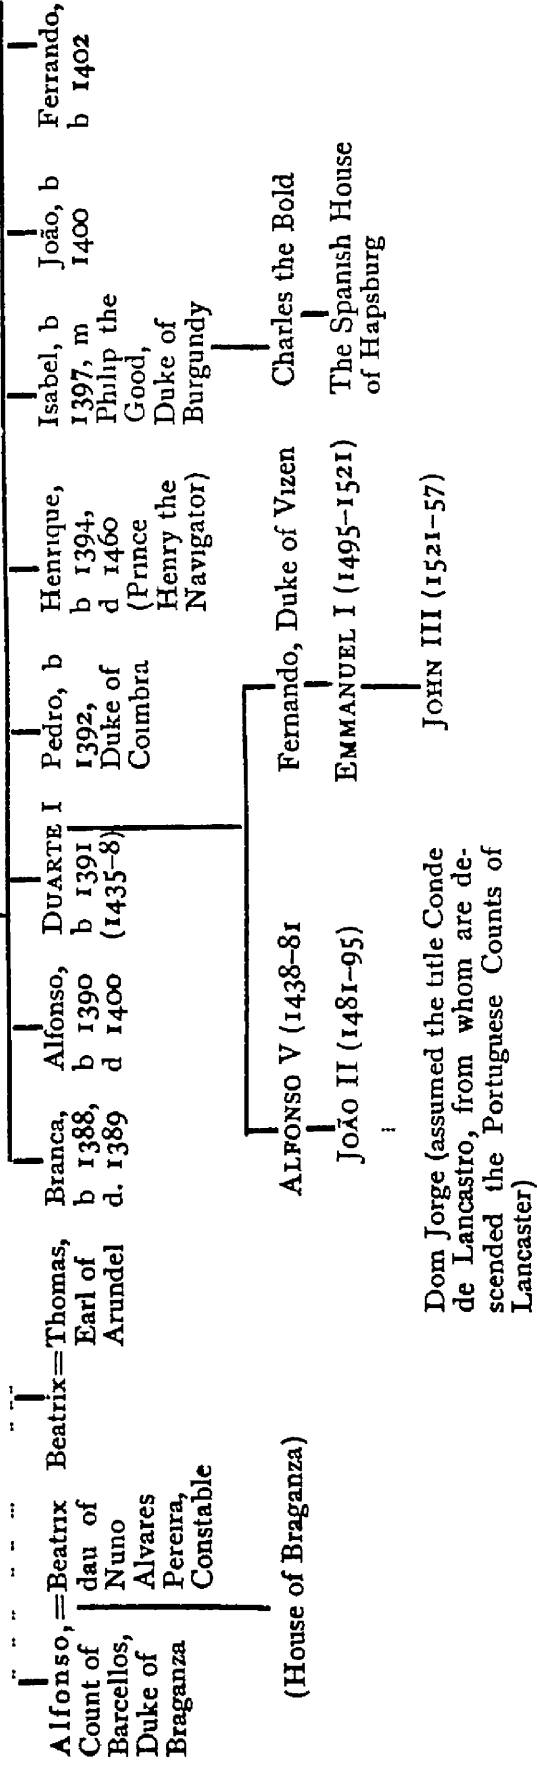 Alfonso,=Beatrix
Count of
Barcellos,
Duke of
Braganza
dau of
Nuno
Alvares
Pereira,
Constable
(House of Braganza)
Beatrix=Thomas,
Earl of
Arundel
Branca,
b 1388,
d. 1389
Alfonso,
b 1390
d 1400
DUARTE I
b 1391
(1435–8)
Pedro, b
1392,
Duke of
Coimbra
Henrique,
b 1394,
d 1460
(Prince
Henry the
Navigator)
Isabel, b
1397, m
Philip the
Good,
Duke of
Burgundy
João, b
1400
Ferrando,
b 1402
ALFONSO V (1438–81
JOÃO II (1481–95)
Dom Jorge (assumed the title Conde
de Lancastro, from whom are de-
scended the Portuguese Counts of
Lancaster)
Fernando, Duke of Vizen
EMMANUEL I (1495–1521)
JOHN III (1521–57)
Charles the Bold
The Spanish House
of Hapsburg